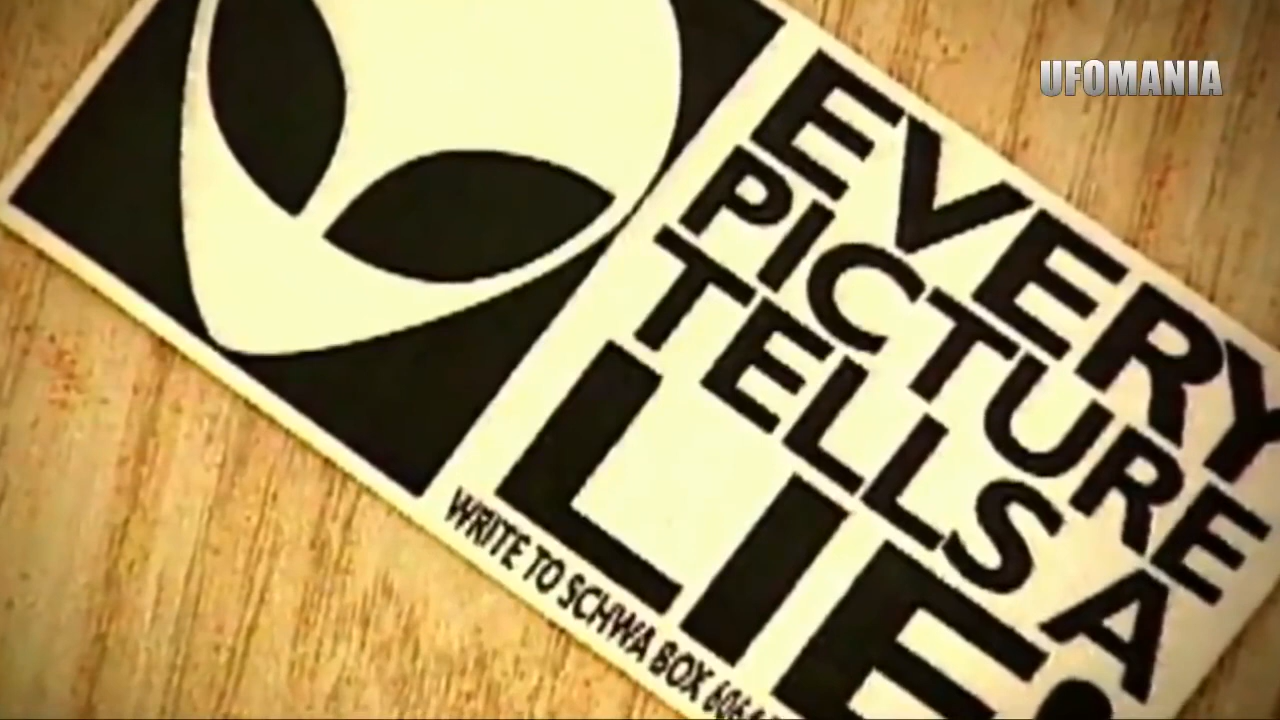 UFOMANIA
EVERY
PICTURE
TELLS A
LIE.
WRITE TO SCHWA BOX